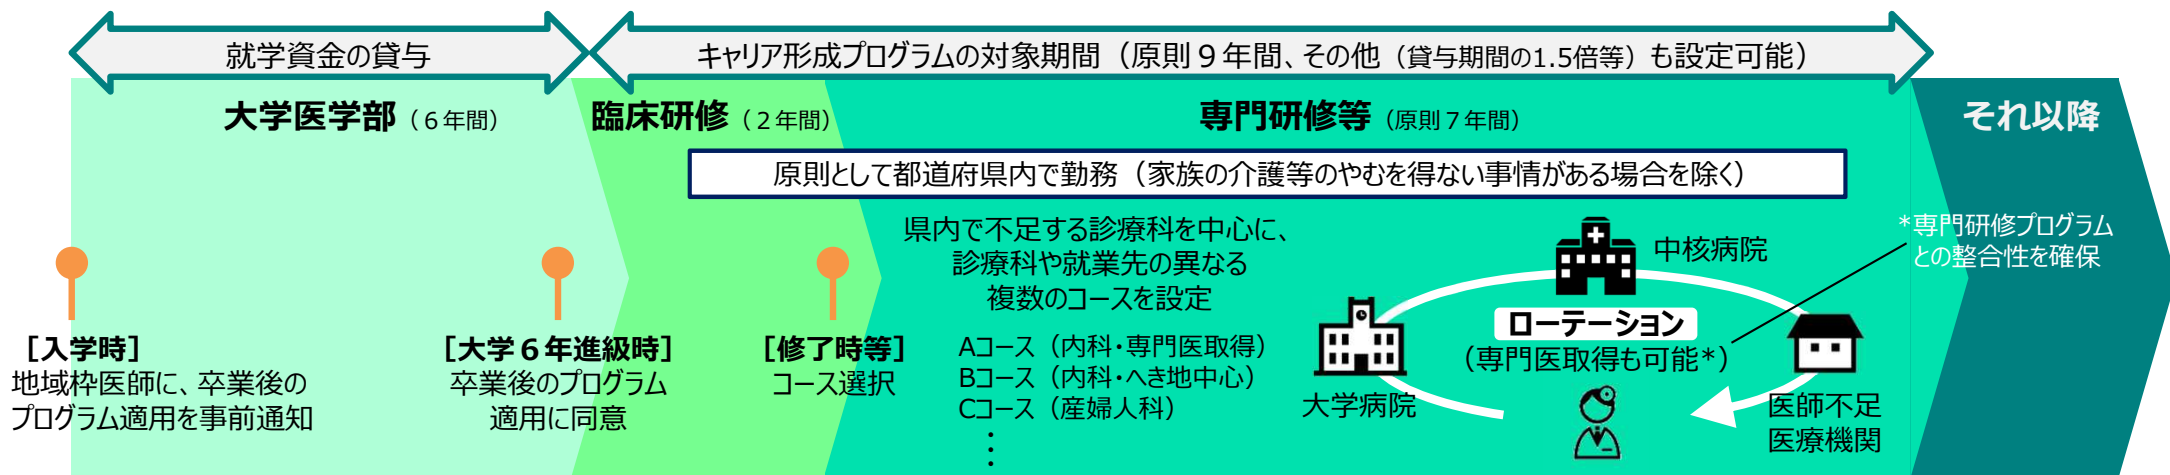 就学資金の貸与
キャリア形成プログラムの対象期間（原則９年間、その他（貸与期間の1.5倍等）も設定可能）
大学医学部（６年間）
臨床研修（２年間）
専門研修等（原則７年間）
それ以降
原則として都道府県内で勤務（家族の介護等のやむを得ない事情がある場合を除く）
［入学時］
地域枠医師に、卒業後の
プログラム適用を事前通知
［大学６年進級時］
卒業後のプログラム
適用に同意
［修了時等］
コース選択
県内で不足する診療科を中心に、
診療科や就業先の異なる
複数のコースを設定
Aコース（内科・専門医取得）
Bコース（内科・へき地中心）
Cコース（産婦人科）
⋮
中核病院
ローテーション
（専門医取得も可能*）
大学病院
医師不足
医療機関
*専門研修プログラム
との整合性を確保